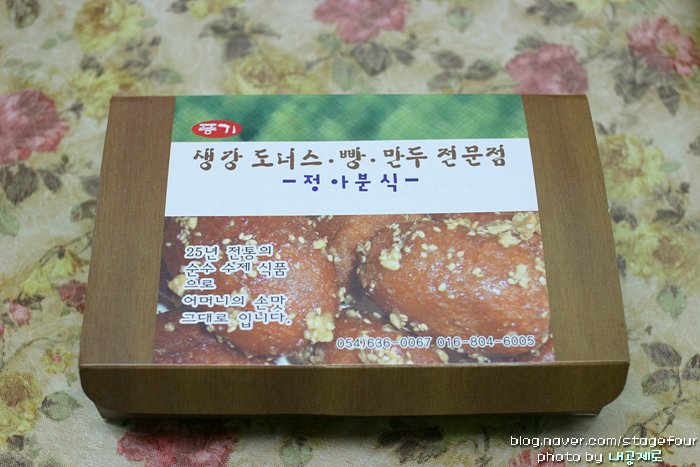 풍기
생강 도너스·빵·만두 전문점
-정아분식-
25년 전통의
순수 수제 식품
으로
어머니의 손맛
그대로 입니다.
054)636-0067 016-804-6005
blog.naver.com/stagefour
photo by 내공제로